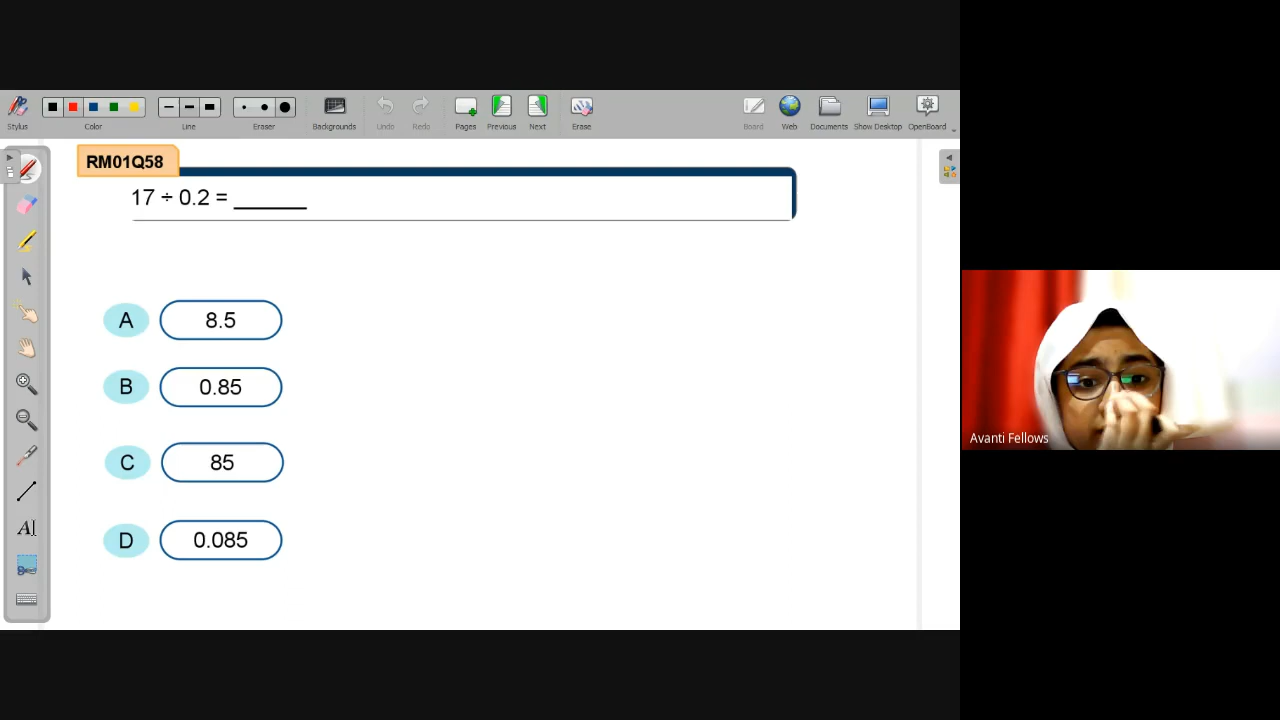 Stylus
Color
Line
Eraser
Backgrounds
Undo
Redo
Pages
Previous
Next
Erase
Board
Web
Documents
Show Desktop
OpenBoard
RM01Q58
17 ÷ 0.2 = ______
A 8.5
B 0.85
C 85
D 0.085
Avanti Fellows